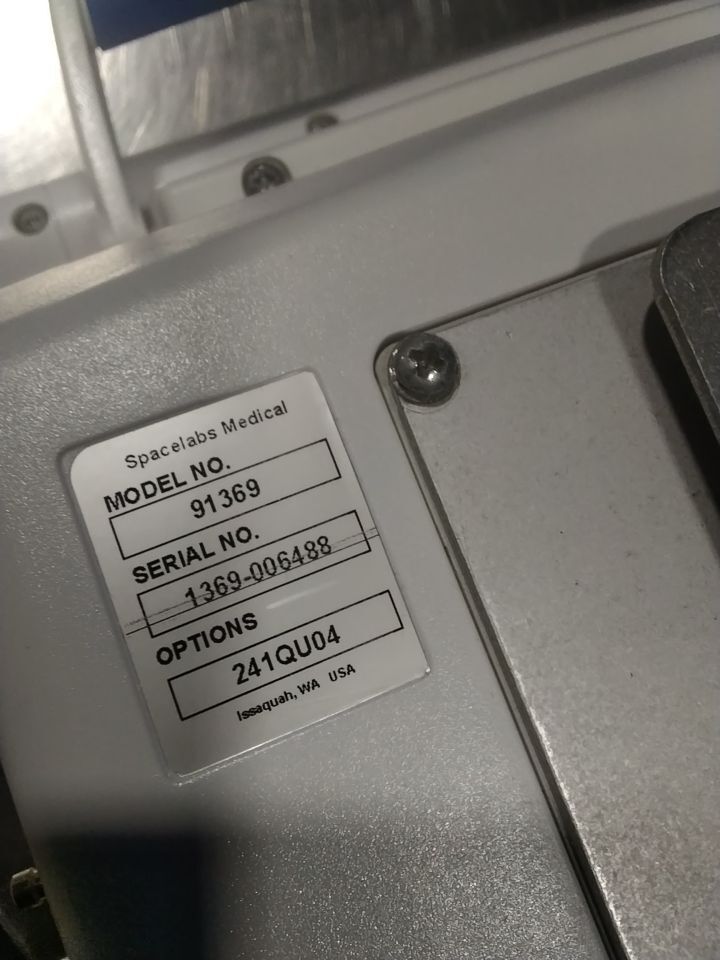 Spacelabs Medical
MODEL NO.
91369
SERIAL NO.
1369-006488
OPTIONS
241QU04
Issaquah, WA USA